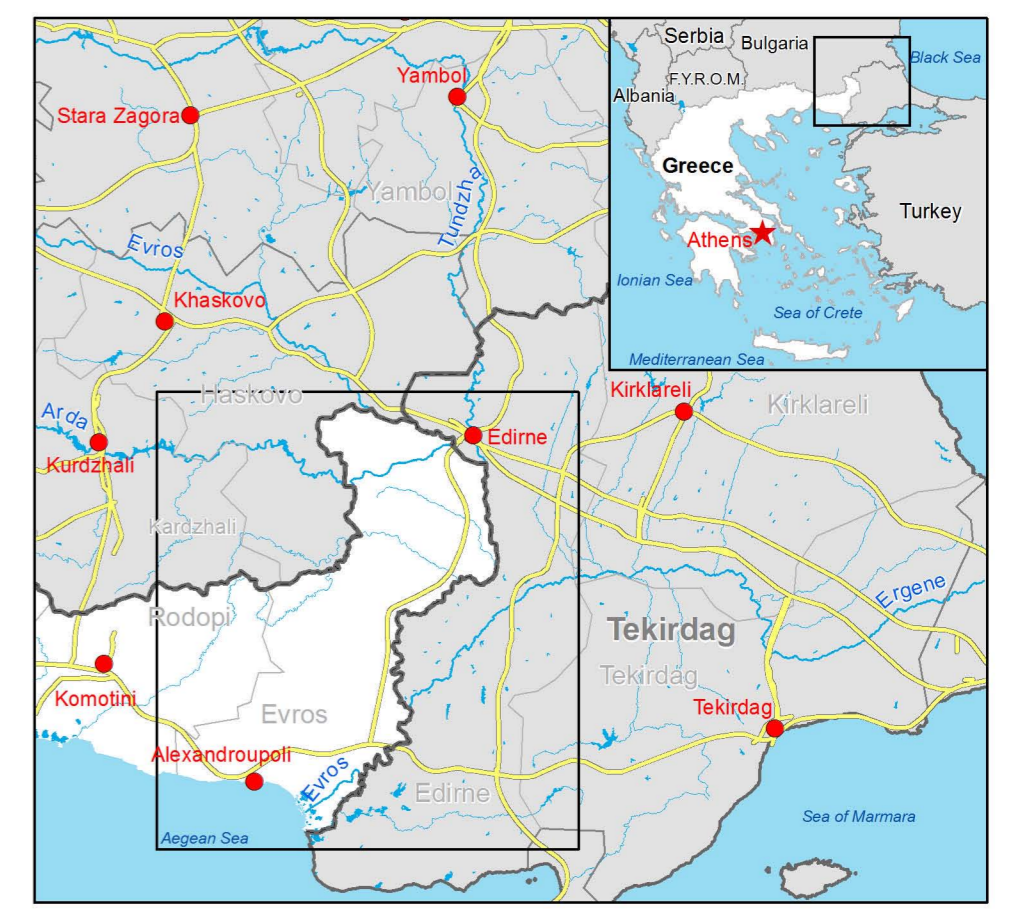 Serbia
Bulgaria
Black Sea
F.Y.R.O.M.
Albania
Greece
Turkey
Athens
Ionian Sea
Sea of Crete
Mediterranean Sea
Yambol
Stara Zagora
Yambol
Tundzha
Evros
Khaskovo
Kirklareli
Haskovo
Kirklareli
Arda
Edirne
Kurdzhali
Kardzhali
Ergene
Rodopi
Tekirdag
Tekirdag
Komotini
Evros
Tekirdag
Alexandroupoli
Evros
Edirne
Sea of Marmara
Aegean Sea